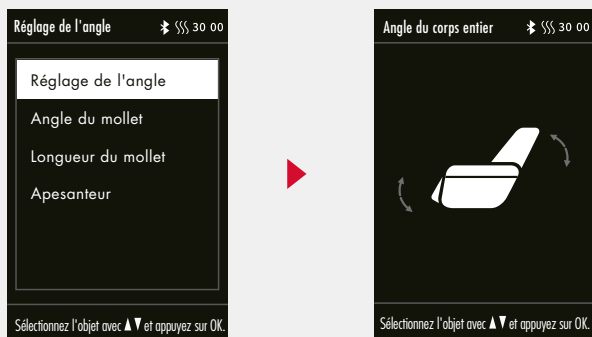 Réglage de l'angle 30 00
Réglage de l'angle
Angle du mollet
Longueur du mollet
Apesanteur
Sélectionnez l'objet avec ▲▼ et appuyez sur OK.
Angle du corps entier 30 00
Sélectionnez l'objet avec ▲▼ et appuyez sur OK.